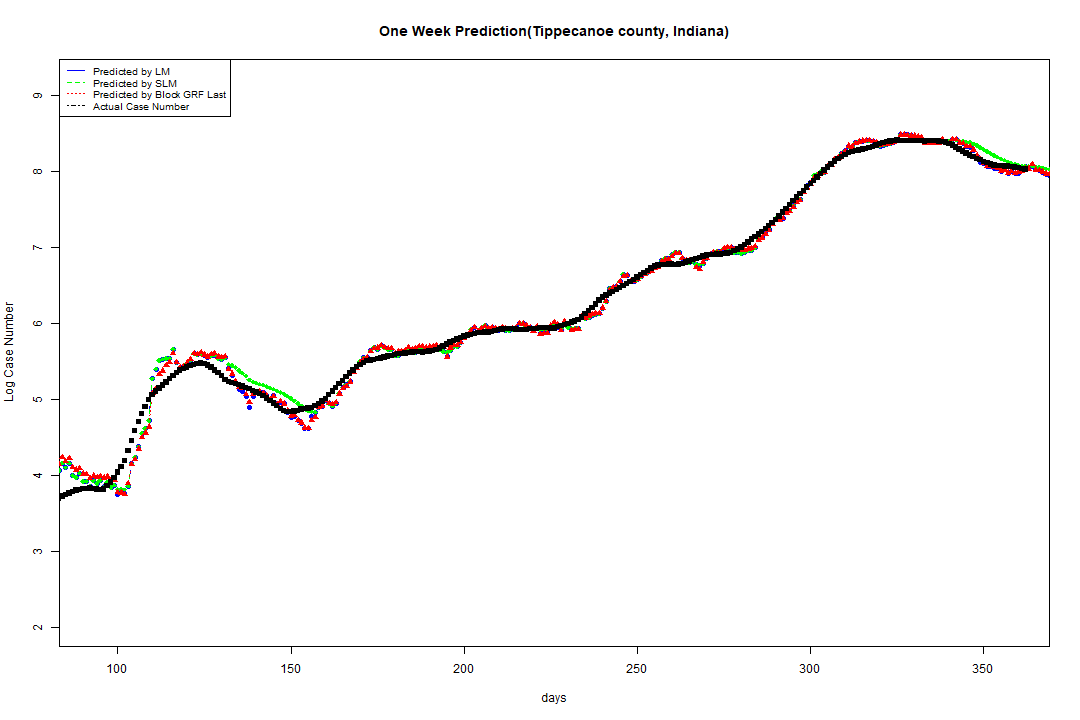 One Week Prediction(Tippecanoe county, Indiana)
Predicted by LM
Predicted by SLM
Predicted by Block GRF Last
Actual Case Number
9
8
7
6
5
4
3
2
Log Case Number
100 150 200 250 300 350
days